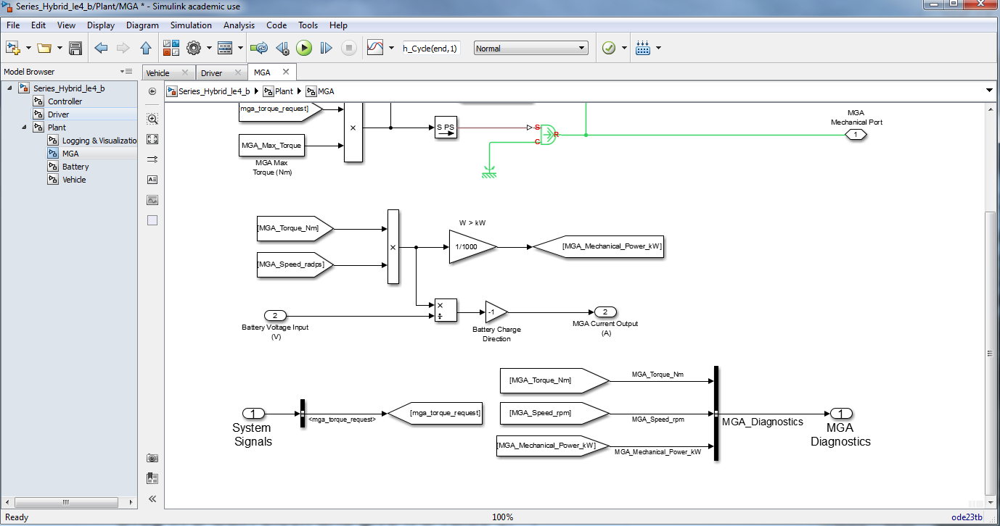 Series_Hybrid_le4_b/Plant/MGA * - Simulink academic use
File Edit View Display Diagram Simulation Analysis Code Tools Help
h_Cycle(end,1) Normal
Model Browser
Vehicle Driver MGA
Series_Hybrid_le4_b
Controller
Driver
Plant
Logging & Visualizatio
MGA
Battery
Vehicle
Series_Hybrid_le4_b Plant MGA
[mga_torque_request]
×
S PS
S
R
C
MGA
Mechanical Port
1
MGA_Max_Torque
MGA Max
Torque (Nm)
W > kW
[MGA_Torque_Nm]
×
1/1000
[MGA_Mechanical_Power_kW]
[MGA_Speed_radps]
×
÷
2
Battery Voltage Input
(V)
-1
Battery Charge
Direction
2
MGA Current Output
(A)
[MGA_Torque_Nm]
MGA_Torque_Nm
1
System
Signals
<mga_torque_request>
[mga_torque_request]
[MGA_Speed_rpm]
MGA_Speed_rpm
MGA_Diagnostics
1
MGA
Diagnostics
[MGA_Mechanical_Power_kW]
MGA_Mechanical_Power_kW
Ready 100% ode23tb